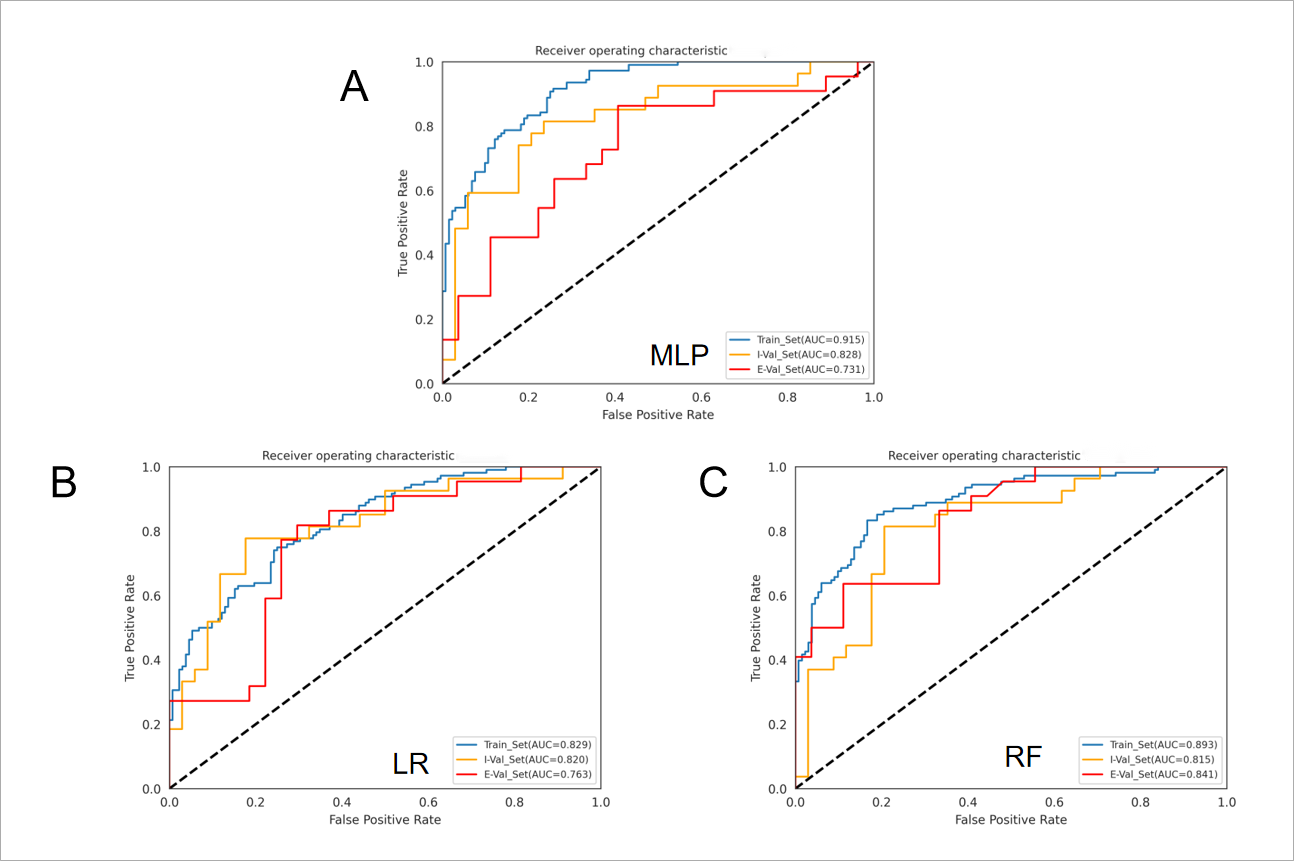 A
Receiver operating characteristic
1.0
0.8
0.6
0.4
0.2
0.0
True Positive Rate
MLP
Train_Set(AUC=0.915)
I-Val_Set(AUC=0.828)
E-Val_Set(AUC=0.731)
0.0 0.2 0.4 0.6 0.8 1.0
False Positive Rate
B
Receiver operating characteristic
1.0
0.8
0.6
0.4
0.2
0.0
True Positive Rate
LR
Train_Set(AUC=0.829)
I-Val_Set(AUC=0.820)
E-Val_Set(AUC=0.763)
0.0 0.2 0.4 0.6 0.8 1.0
False Positive Rate
C
Receiver operating characteristic
1.0
0.8
0.6
0.4
0.2
0.0
True Positive Rate
RF
Train_Set(AUC=0.893)
I-Val_Set(AUC=0.815)
E-Val_Set(AUC=0.841)
0.0 0.2 0.4 0.6 0.8 1.0
False Positive Rate